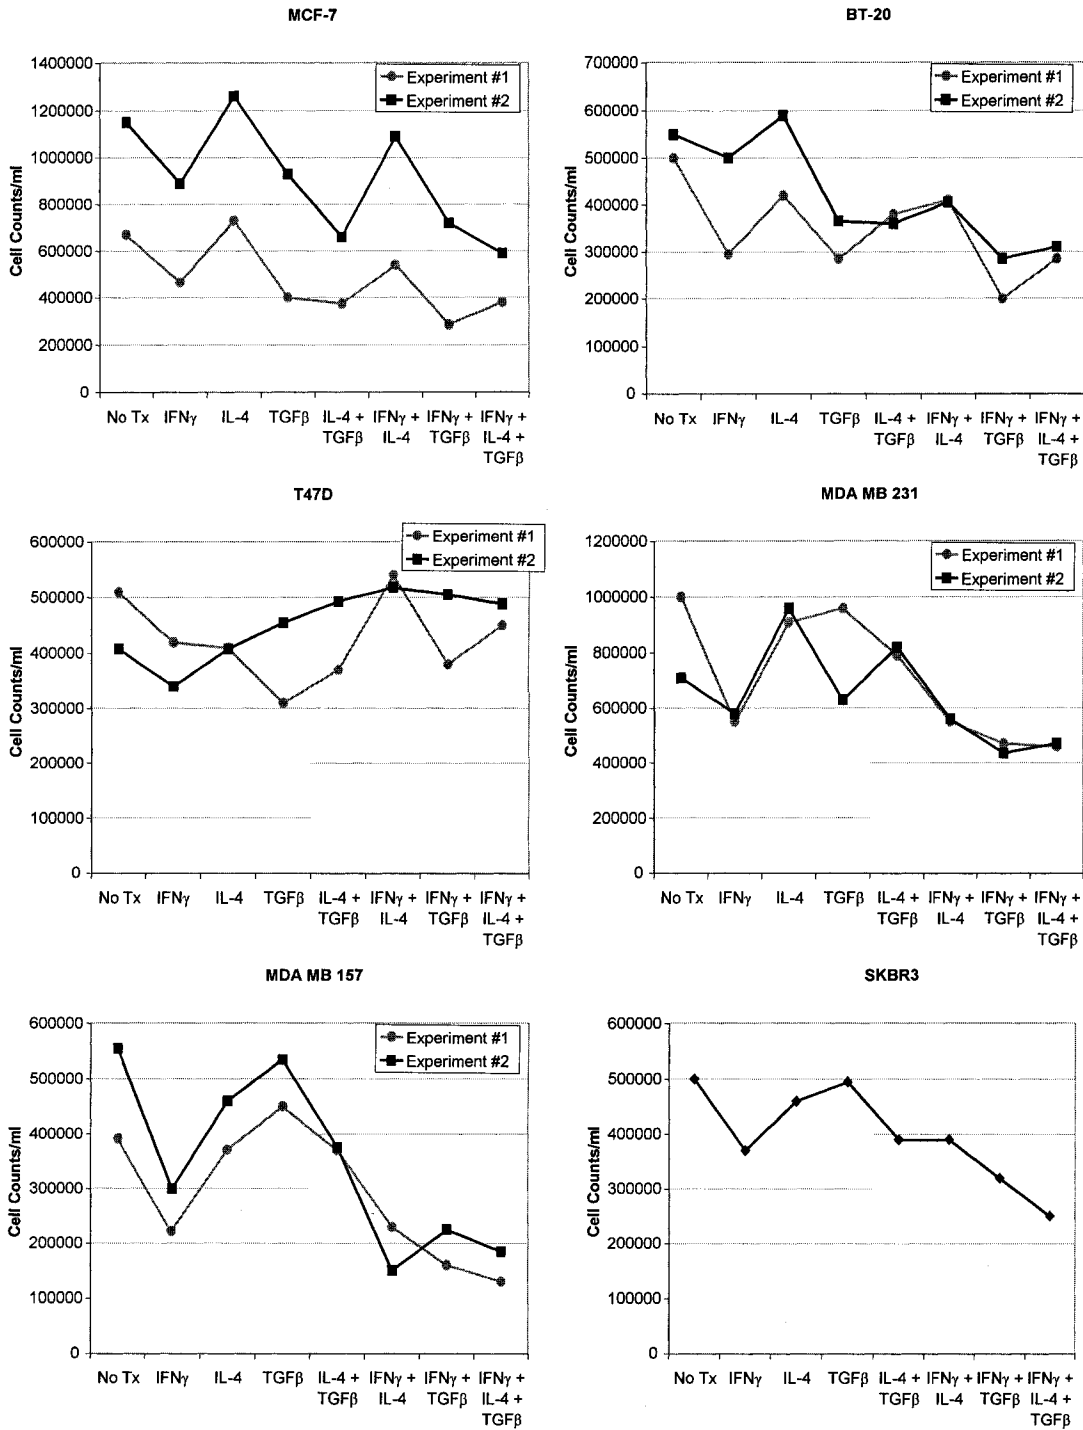 MCF-7
1400000
1200000
1000000
800000
600000
400000
200000
0
Cell Counts/ml
Experiment #1
Experiment #2
No Tx IFNγ IL-4 TGFβ IL-4 + IFNγ + IFNγ + IFNγ +
TGFβ IL-4 TGFβ IL-4 +
TGFβ
BT-20
700000
600000
500000
400000
300000
200000
100000
0
Cell Counts/ml
Experiment #1
Experiment #2
No Tx IFNγ IL-4 TGFβ IL-4 + IFNγ + IFNγ + IFNγ +
TGFβ IL-4 TGFβ IL-4 +
TGFβ
T47D
600000
500000
400000
300000
200000
100000
0
Cell Counts/ml
Experiment #1
Experiment #2
No Tx IFNγ IL-4 TGFβ IL-4 + IFNγ + IFNγ + IFNγ +
TGFβ IL-4 TGFβ IL-4 +
TGFβ
MDA MB 231
1200000
1000000
800000
600000
400000
200000
0
Cell Counts/ml
Experiment #1
Experiment #2
No Tx IFNγ IL-4 TGFβ IL-4 + IFNγ + IFNγ + IFNγ +
TGFβ IL-4 TGFβ IL-4 +
TGFβ
MDA MB 157
600000
500000
400000
300000
200000
100000
0
Cell Counts/ml
Experiment #1
Experiment #2
No Tx IFNγ IL-4 TGFβ IL-4 + IFNγ + IFNγ + IFNγ +
TGFβ IL-4 TGFβ IL-4 +
TGFβ
SKBR3
600000
500000
400000
300000
200000
100000
0
Cell Counts/ml
No Tx IFNγ IL-4 TGFβ IL-4 + IFNγ + IFNγ + IFNγ +
TGFβ IL-4 TGFβ IL-4 +
TGFβ